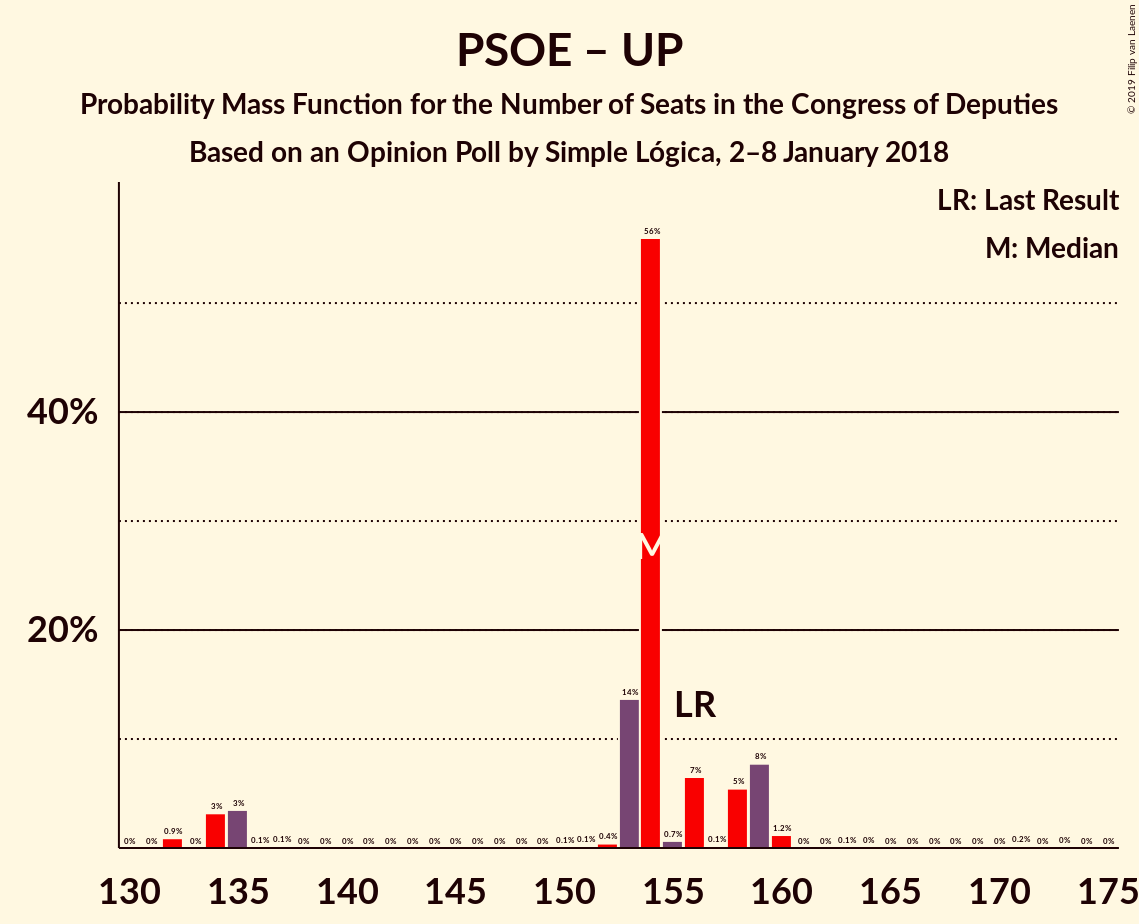 PSOE – UP
Probability Mass Function for the Number of Seats in the Congress of Deputies
Based on an Opinion Poll by Simple Lógica, 2–8 January 2018
© 2019 Filip van Laenen
LR: Last Result
M: Median
40%
20%
56%
M
LR
0% 0% 0.9% 0% 3% 3% 0.1% 0.1% 0% 0% 0% 0% 0% 0% 0% 0% 0% 0% 0% 0% 0.1% 0.1% 0.4% 14% 0.7% 7% 0.1% 5% 8% 1.2% 0% 0% 0.1% 0% 0% 0% 0% 0% 0% 0% 0% 0.2% 0% 0% 0% 0%
130 135 140 145 150 155 160 165 170 175